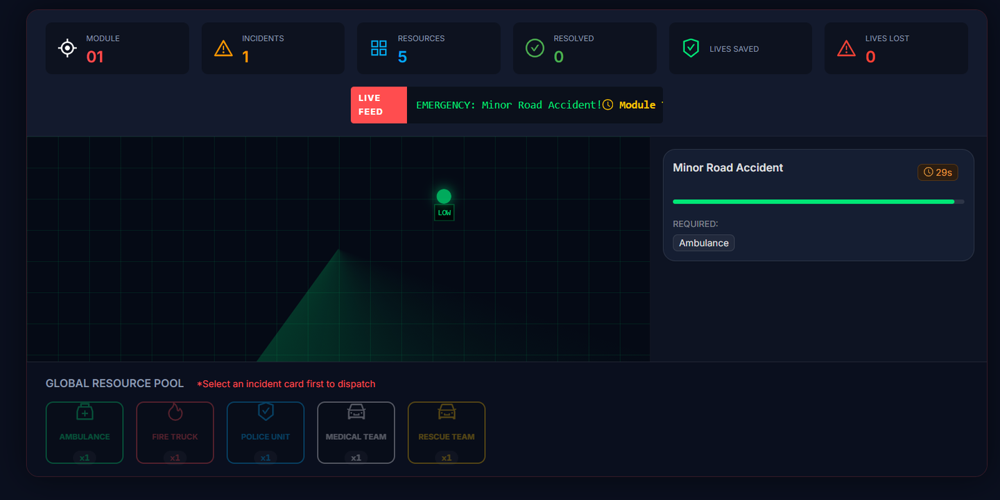 MODULE
01
INCIDENTS
1
RESOURCES
5
RESOLVED
0
LIVES SAVED
LIVES LOST
0
LIVE
FEED
EMERGENCY: Minor Road Accident! Module
LOW
Minor Road Accident
29s
REQUIRED:
Ambulance
GLOBAL RESOURCE POOL *Select an incident card first to dispatch
AMBULANCE
x1
FIRE TRUCK
x1
POLICE UNIT
x1
MEDICAL TEAM
x1
RESCUE TEAM
x1